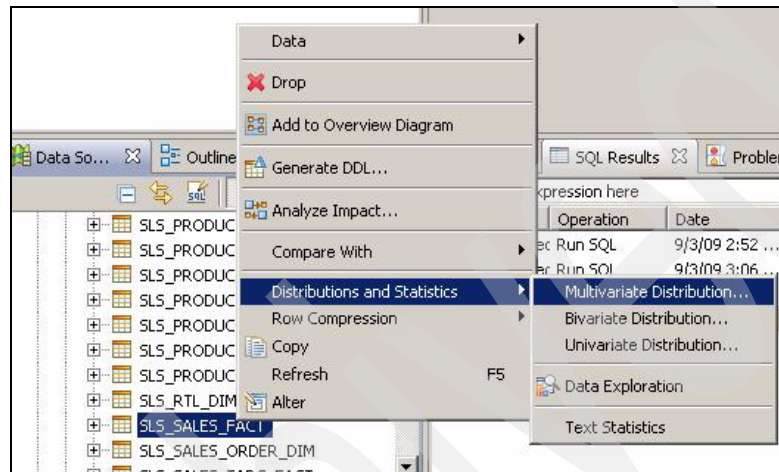 Data
Drop
Add to Overview Diagram
Generate DDL...
Analyze Impact...
Compare With
Distributions and Statistics
Row Compression
Copy
Refresh F5
Alter
Multivariate Distribution...
Bivariate Distribution...
Univariate Distribution...
Data Exploration
Text Statistics
Data So...
Outline
SQL Results
Proble
xpression here
Operation Date
Run SQL 9/3/09 2:52 ...
Run SQL 9/3/09 3:06 ...
SLS_PRODUC
SLS_PRODUC
SLS_PRODUC
SLS_PRODUC
SLS_PRODUC
SLS_PRODUC
SLS_PRODUC
SLS_RTL_DIM
SLS_SALES_FACT
SLS_SALES_ORDER_DIM